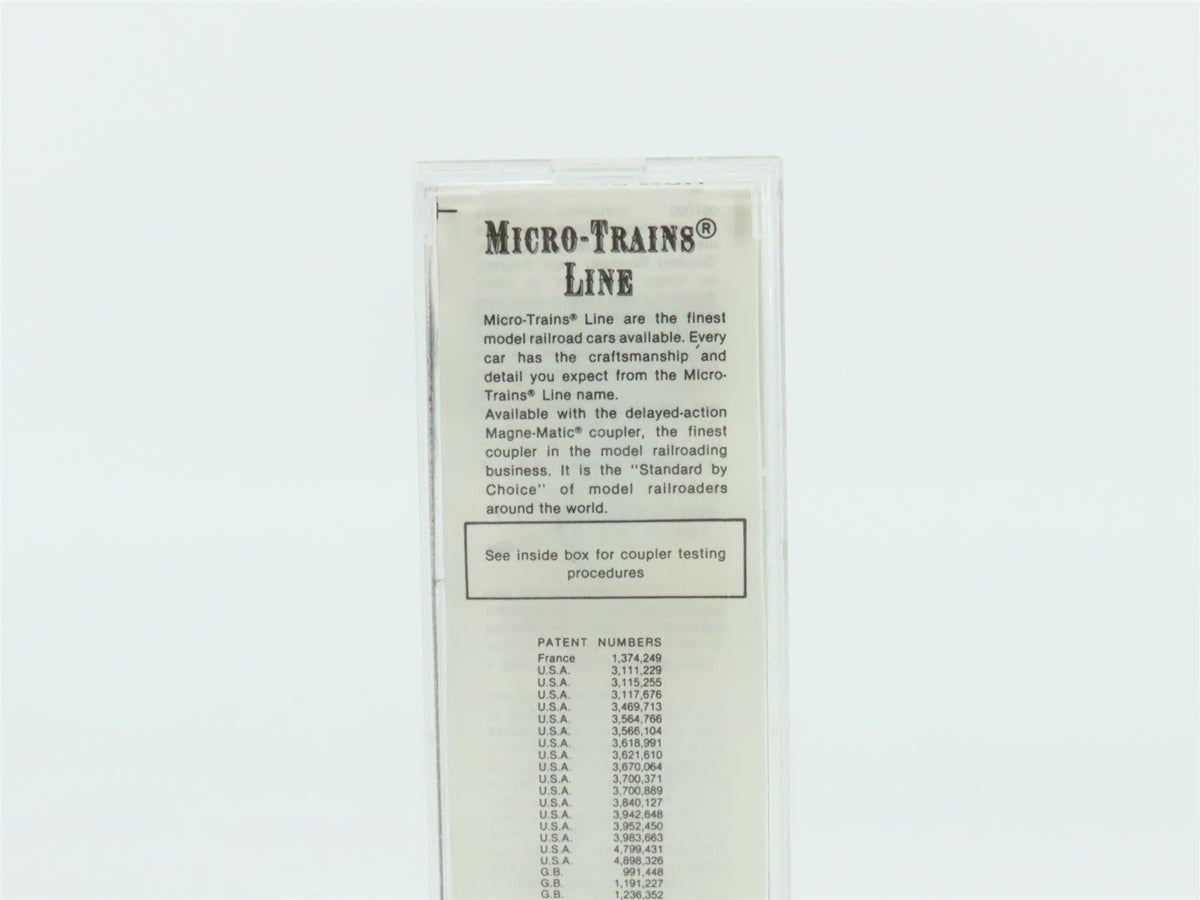 MICRO-TRAINS®
LINE
Micro-Trains® Line are the finest
model railroad cars available. Every
car has the craftsmanship and
detail you expect from the Micro-
Trains® Line name.
Available with the delayed-action
Magne-Matic® coupler, the finest
coupler in the model railroading
business. It is the "Standard by
Choice" of model railroaders
around the world.
See inside box for coupler testing
procedures
PATENT NUMBERS
France 1,374,249
U.S.A. 3,111,229
U.S.A. 3,115,255
U.S.A. 3,117,676
U.S.A. 3,469,713
U.S.A. 3,564,766
U.S.A. 3,566,104
U.S.A. 3,618,991
U.S.A. 3,621,610
U.S.A. 3,670,064
U.S.A. 3,700,371
U.S.A. 3,700,889
U.S.A. 3,840,127
U.S.A. 3,942,648
U.S.A. 3,952,450
U.S.A. 3,983,663
U.S.A. 4,799,431
U.S.A. 4,898,326
G.B. 991,448
G.B. 1,191,227
G.B. 1,236,352